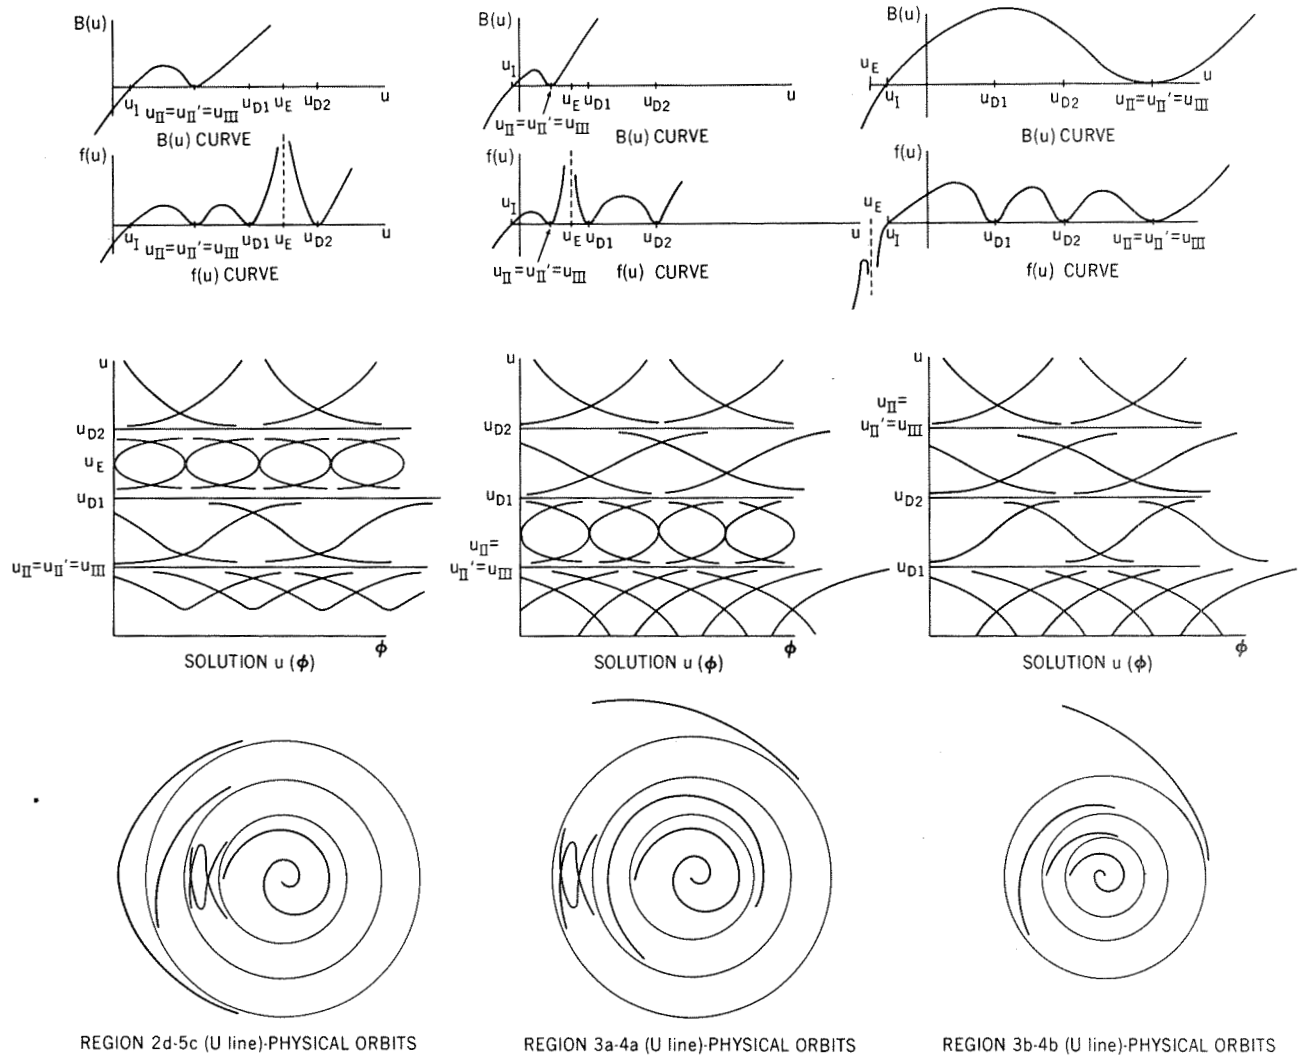 B(u)
u_I u_II=u_II'=u_III u_D1 u_E u_D2 u
B(u) CURVE
f(u)
u_I u_II=u_II'=u_III u_D1 u_E u_D2 u
f(u) CURVE
u
u_D2
u_E
u_D1
u_II=u_II'=u_III
ϕ
SOLUTION u (ϕ)
REGION 2d-5c (U line)-PHYSICAL ORBITS
B(u)
u_I
u_E u_D1 u_D2 u
u_II=u_II'=u_III
B(u) CURVE
f(u)
u_I
u_E u_D1 u_D2 u
u_II=u_II'=u_III
f(u) CURVE
u
u_D2
u_D1
u_II=
u_II'=u_III
ϕ
SOLUTION u (ϕ)
REGION 3a-4a (U line)-PHYSICAL ORBITS
B(u)
u_E
u
u_I u_D1 u_D2 u_II=u_II'=u_III
B(u) CURVE
f(u)
u_E
u_I u_D1 u_D2 u_II=u_II'=u_III
f(u) CURVE
u
u_II=
u_II'=u_III
u_D2
u_D1
ϕ
SOLUTION u (ϕ)
REGION 3b-4b (U line)-PHYSICAL ORBITS